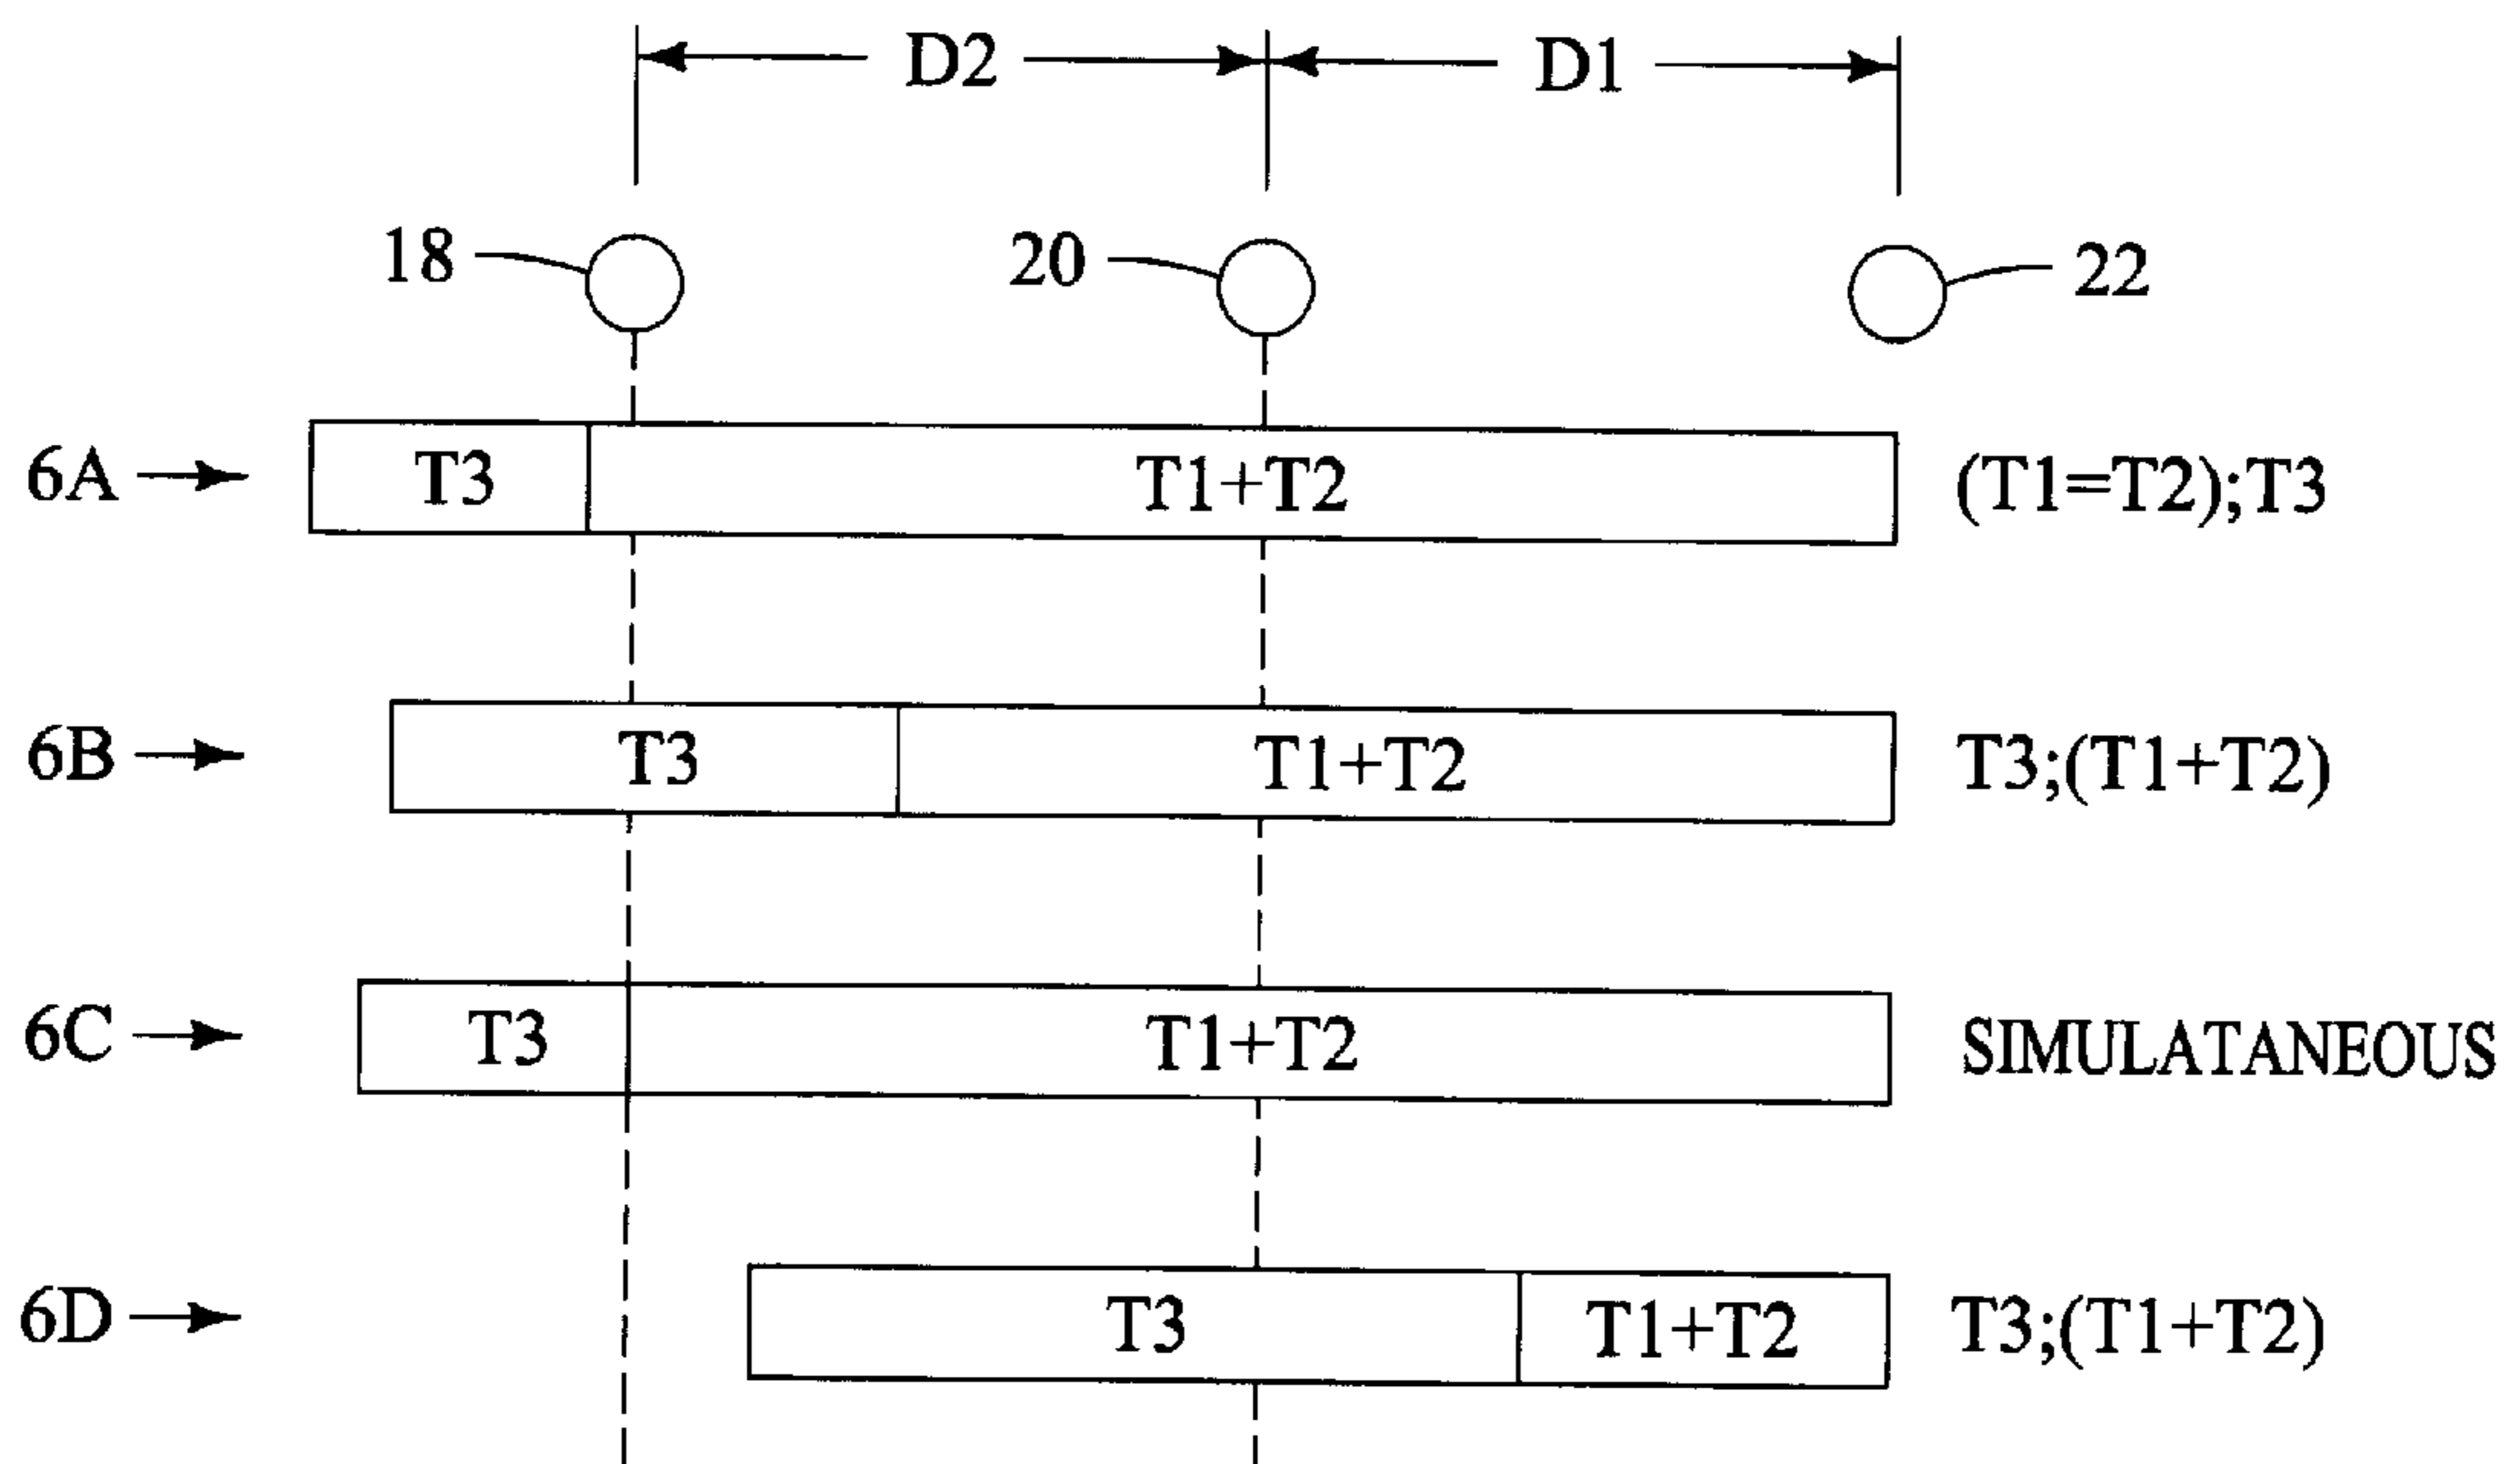 D2 D1
18 20 22
6A T3 T1+T2 (T1=T2);T3
6B T3 T1+T2 T3;(T1+T2)
6C T3 T1+T2 SIMULATANEOUS
6D T3 T1+T2 T3;(T1+T2)